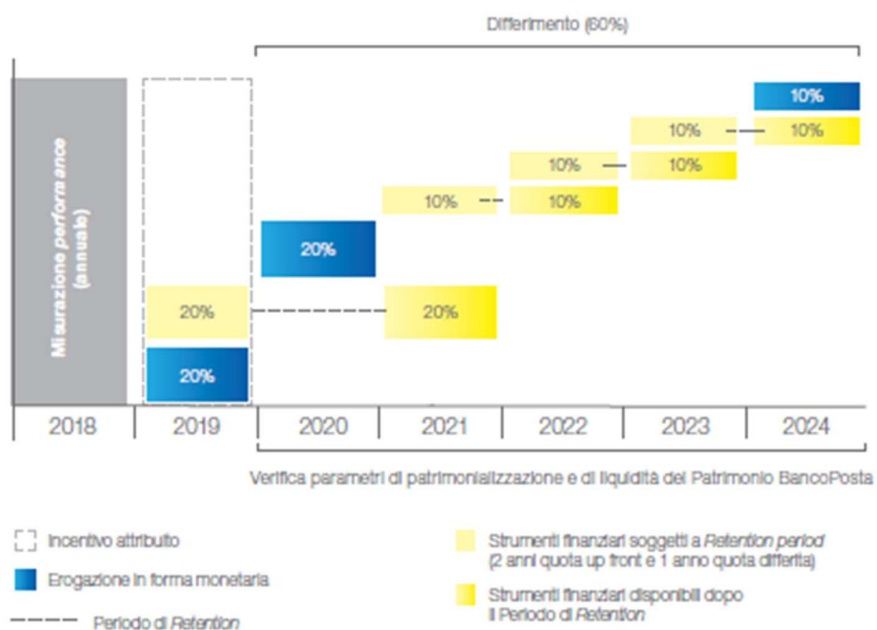 Differimento (60%)
10%
10%
10%
10%
10%
10%
10%
20%
20%
20%
20%
Misurazione performance
(annuale)
2018
2019
2020
2021
2022
2023
2024
Verifica parametri di patrimonializzazione e di liquidità del Patrimonio BancoPosta
Incentivo attribuito
Erogazione in forma monetaria
Periodo di Retention
Strumenti finanziari soggetti a Retention period
(2 anni quota up front e 1 anno quota differita)
Strumenti finanziari disponibili dopo
il Periodo di Retention